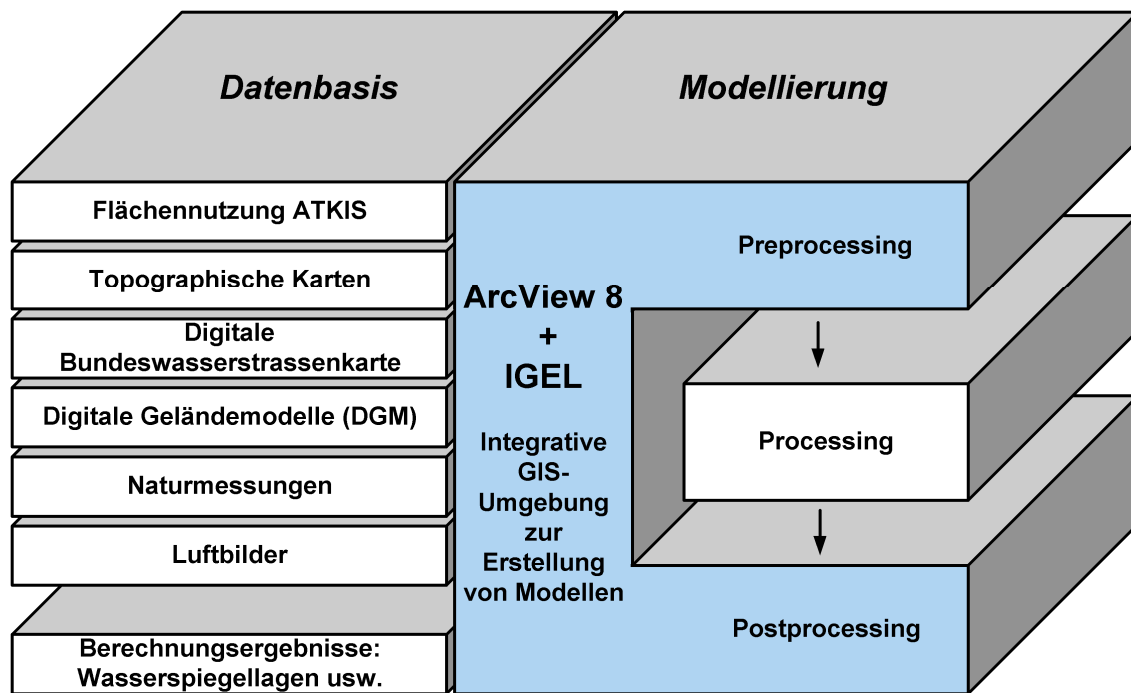 Datenbasis
Flächennutzung ATKIS
Topographische Karten
Digitale
Bundeswasserstrassenkarte
Digitale Geländemodelle (DGM)
Naturmessungen
Luftbilder
Berechnungsergebnisse:
Wasserspiegellagen usw.
Modellierung
ArcView 8
+
IGEL
Integrative
GIS-
Umgebung
zur
Erstellung
von Modellen
Preprocessing
Processing
Postprocessing